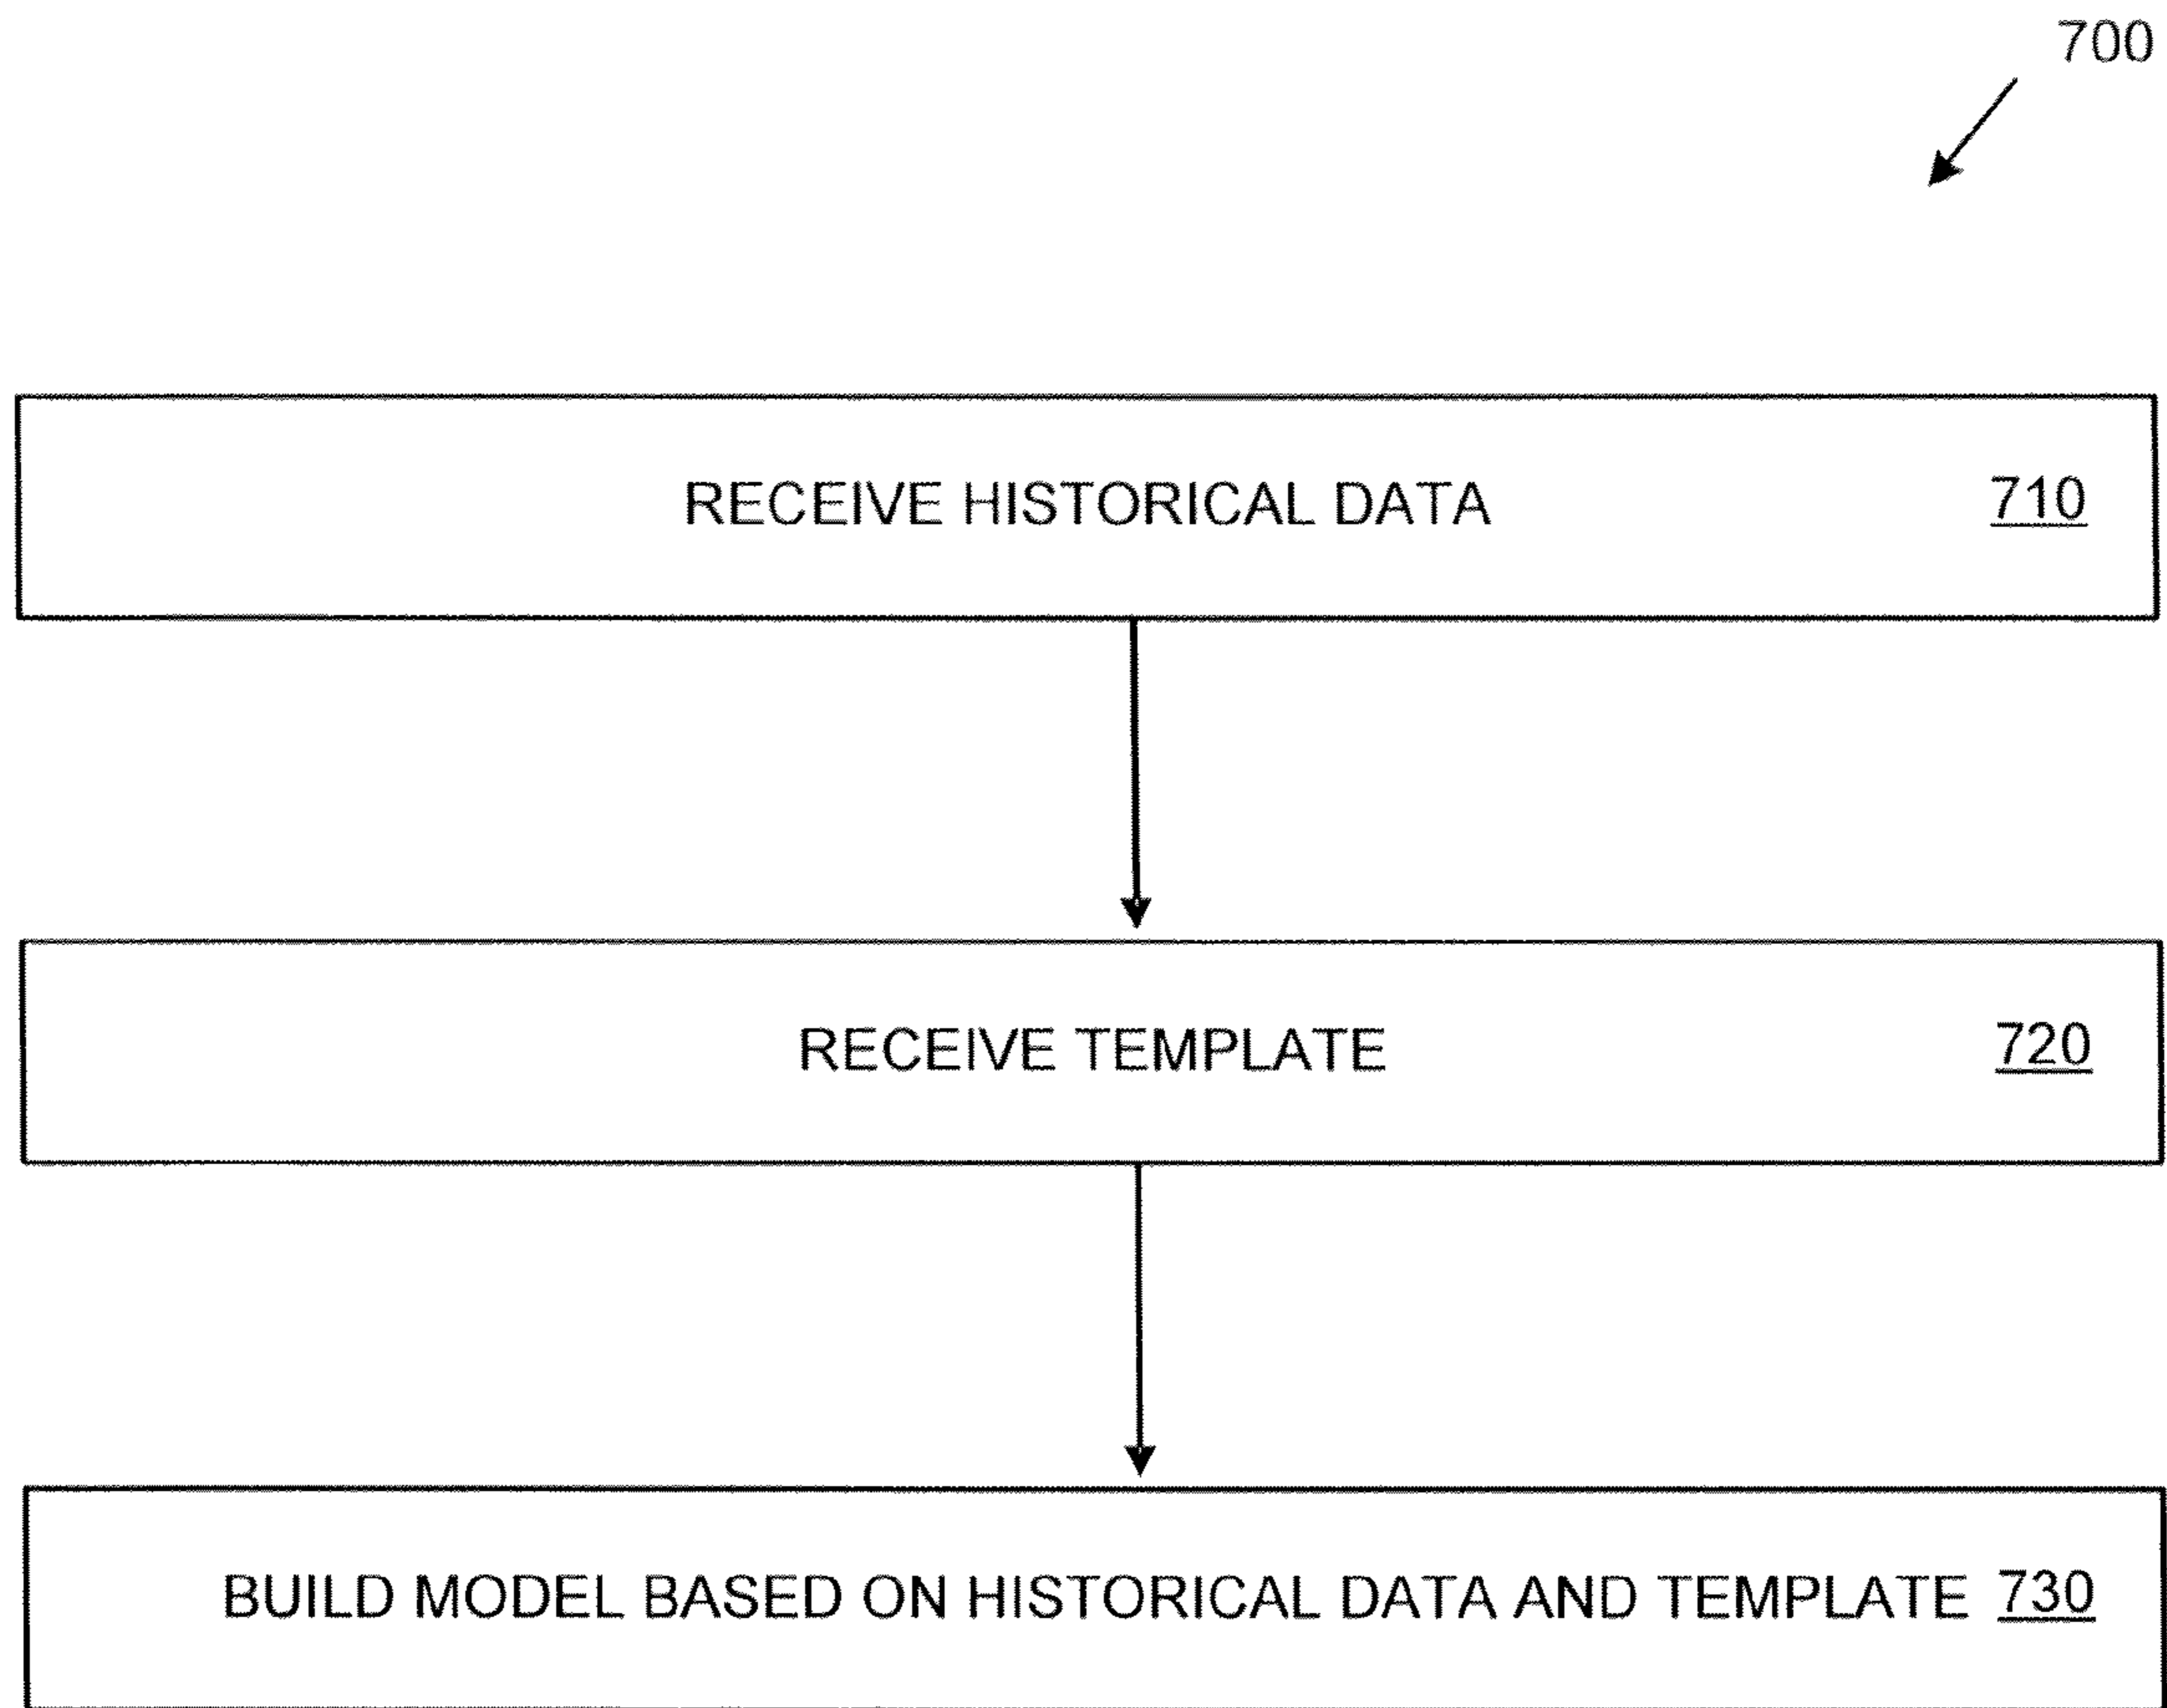 700
RECEIVE HISTORICAL DATA 710
RECEIVE TEMPLATE 720
BUILD MODEL BASED ON HISTORICAL DATA AND TEMPLATE 730